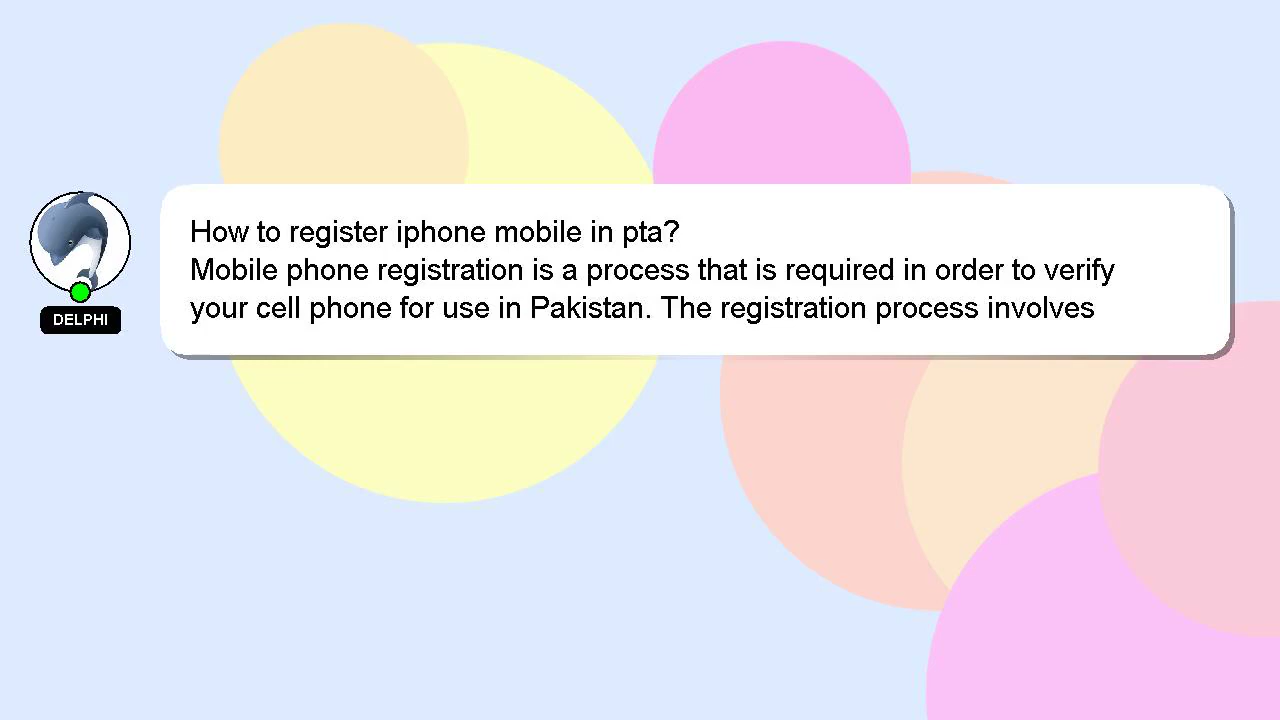 How to register iphone mobile in pta?
Mobile phone registration is a process that is required in order to verify
your cell phone for use in Pakistan. The registration process involves
DELPHI